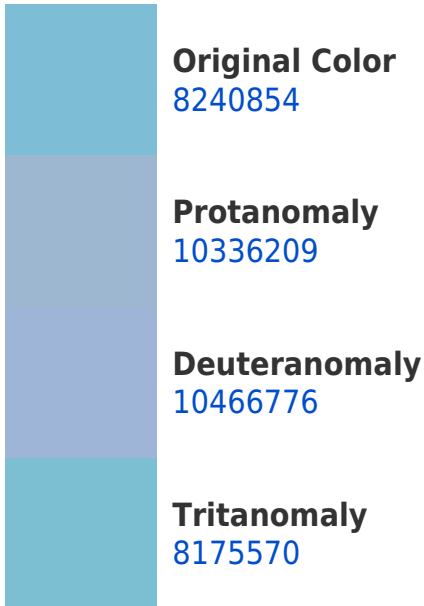 Original Color
8240854
Protanomaly
10336209
Deuteranomaly
10466776
Tritanomaly
8175570